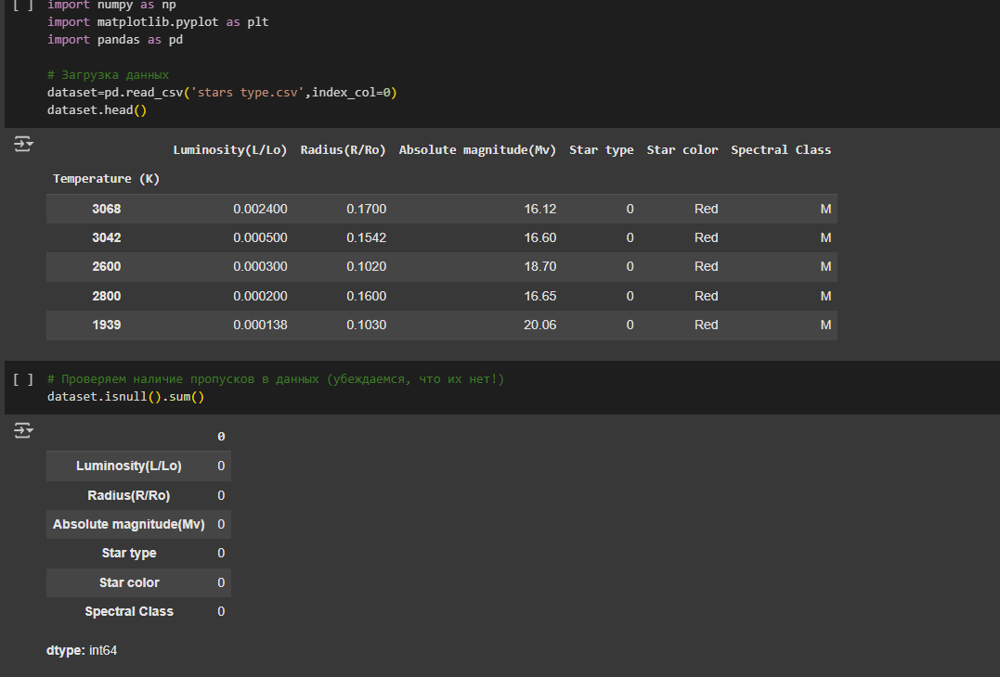 [ ] import numpy as np
import matplotlib.pyplot as plt
import pandas as pd
# Загрузка данных
dataset=pd.read_csv('stars type.csv',index_col=0)
dataset.head()
Luminosity(L/Lo) Radius(R/Ro) Absolute magnitude(Mv) Star type Star color Spectral Class
Temperature (K)
3068 0.002400 0.1700 16.12 0 Red M
3042 0.000500 0.1542 16.60 0 Red M
2600 0.000300 0.1020 18.70 0 Red M
2800 0.000200 0.1600 16.65 0 Red M
1939 0.000138 0.1030 20.06 0 Red M
[ ] # Проверяем наличие пропусков в данных (убеждаемся, что их нет!)
dataset.isnull().sum()
0
Luminosity(L/Lo) 0
Radius(R/Ro) 0
Absolute magnitude(Mv) 0
Star type 0
Star color 0
Spectral Class 0
dtype: int64